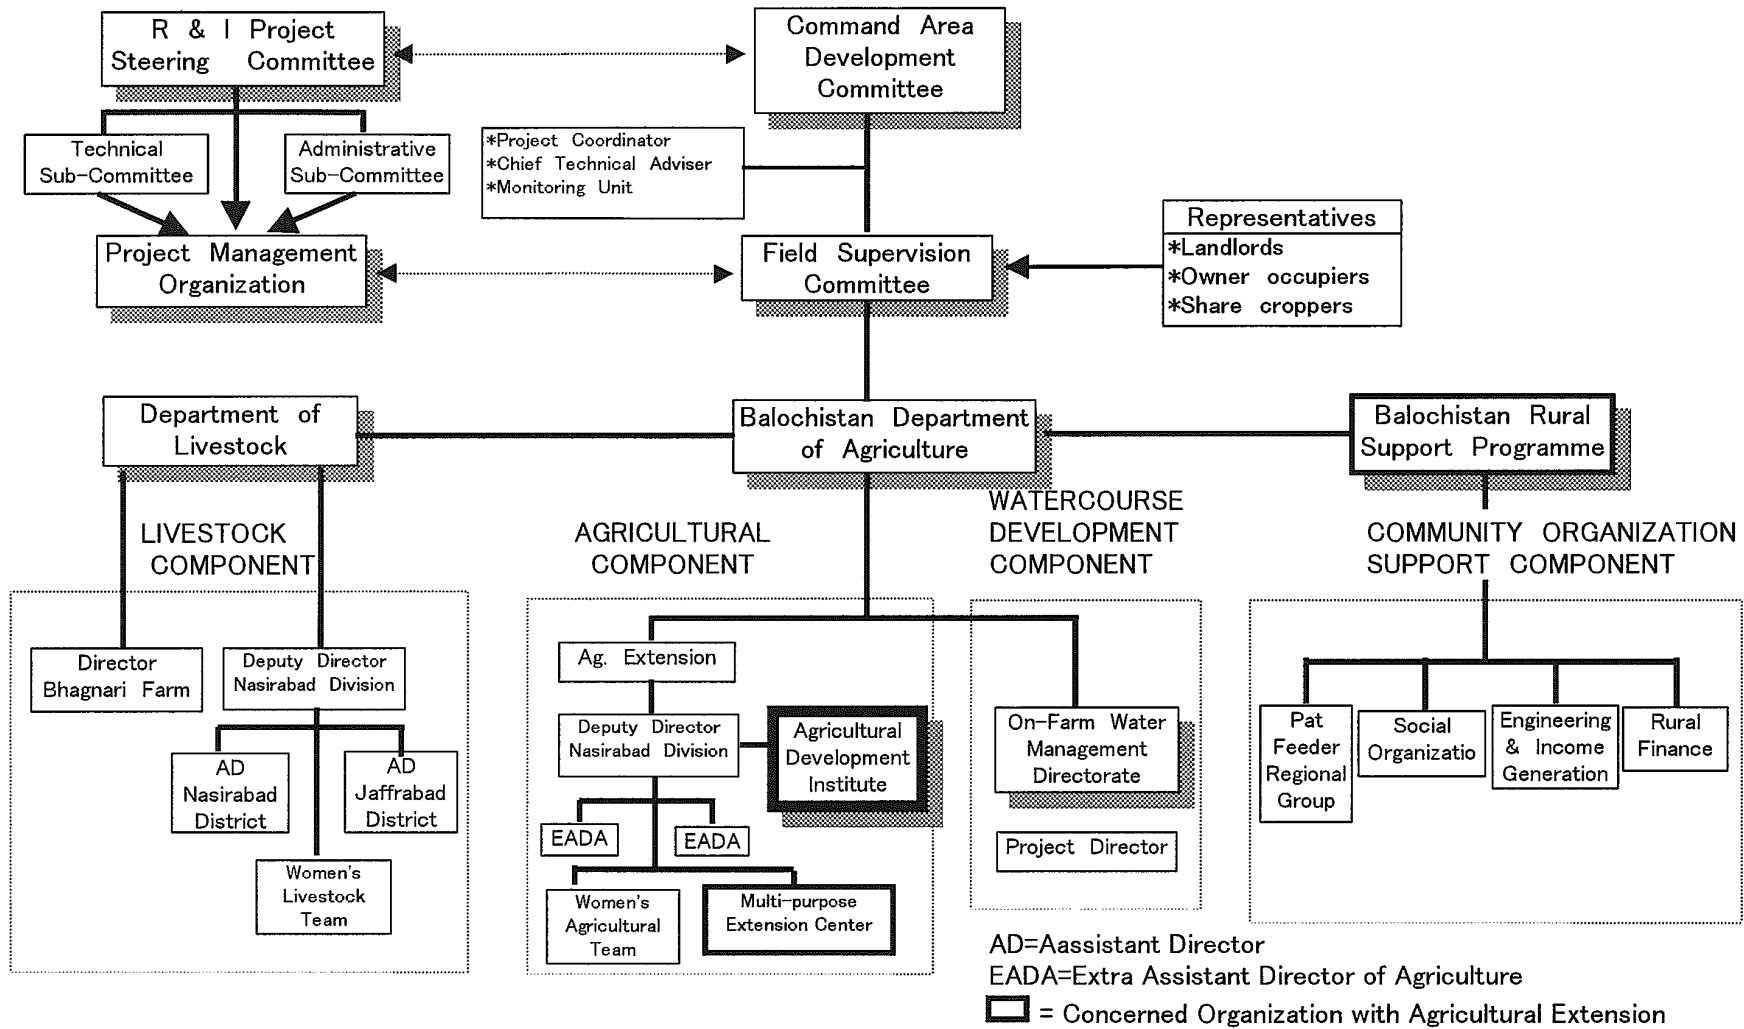 R & I Project
Steering Committee
Command Area
Development
Committee
Technical
Sub-Committee
Administrative
Sub-Committee
*Project Coordinator
*Chief Technical Adviser
*Monitoring Unit
Project Management
Organization
Field Supervision
Committee
Representatives
*Landlords
*Owner occupiers
*Share croppers
Department of
Livestock
Balochistan Department
of Agriculture
Balochistan Rural
Support Programme
LIVESTOCK
COMPONENT
AGRICULTURAL
COMPONENT
WATERCOURSE
DEVELOPMENT
COMPONENT
COMMUNITY ORGANIZATION
SUPPORT COMPONENT
Director
Bhagnari Farm
Deputy Director
Nasirabad Division
AD
Nasirabad
District
AD
Jaffrabad
District
Women's
Livestock
Team
Ag. Extension
Deputy Director
Nasirabad Division
Agricultural
Development
Institute
EADA
EADA
Women's
Agricultural
Team
Multi-purpose
Extension Center
On-Farm Water
Management
Directorate
Project Director
Pat
Feeder
Regional
Group
Social
Organizatio
Engineering
& Income
Generation
Rural
Finance
AD=Aassistant Director
EADA=Extra Assistant Director of Agriculture
= Concerned Organization with Agricultural Extension